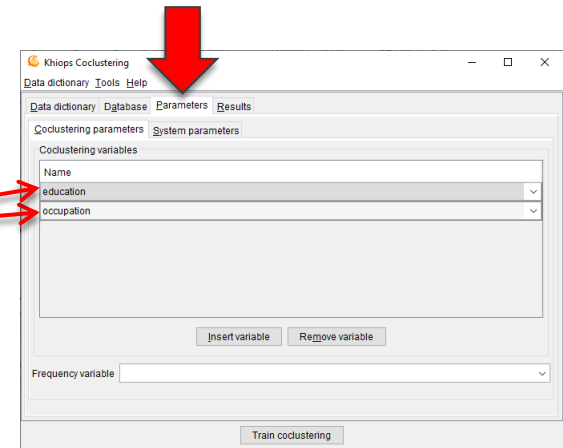 Khiops Coclustering
Data dictionary Tools Help
Data dictionary Database Parameters Results
Coclustering parameters System parameters
Coclustering variables
Name
education
occupation
Insert variable Remove variable
Frequency variable
Train coclustering